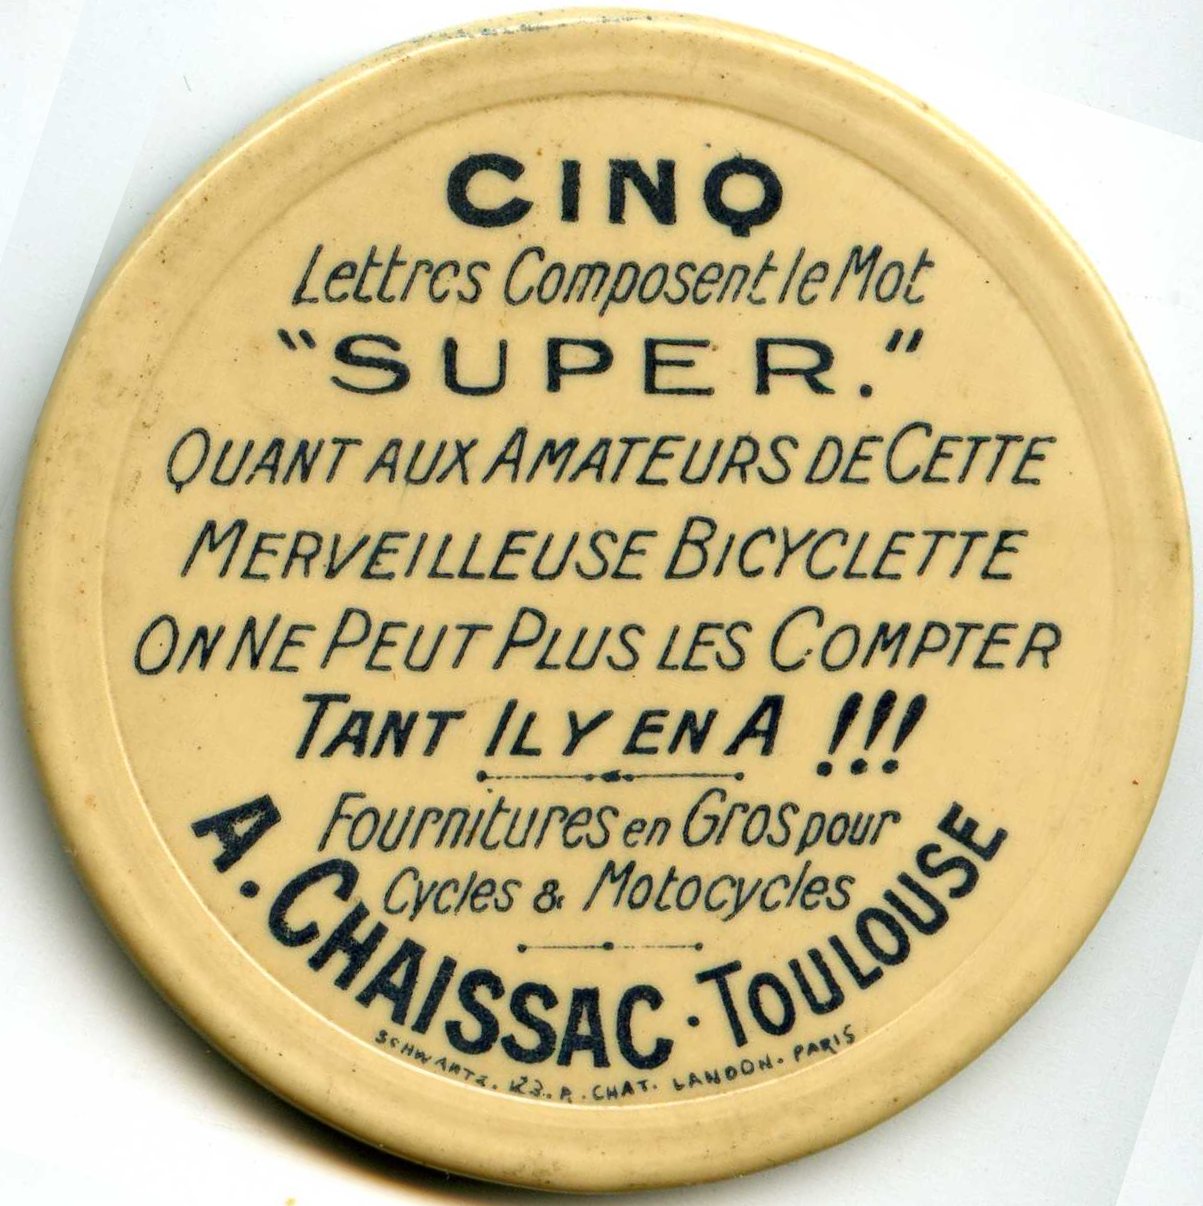 CINQ
Lettres Composent le Mot
"SUPER."
QUANT AUX AMATEURS DE CETTE
MERVEILLEUSE BICYCLETTE
ON NE PEUT PLUS LES COMPTER
TANT IL Y EN A !!!
Fournitures en Gros pour
Cycles & Motocycles
A. CHAISSAC · TOULOUSE
SCHWARTZ. 123. R. CHAT. LANDON. PARIS